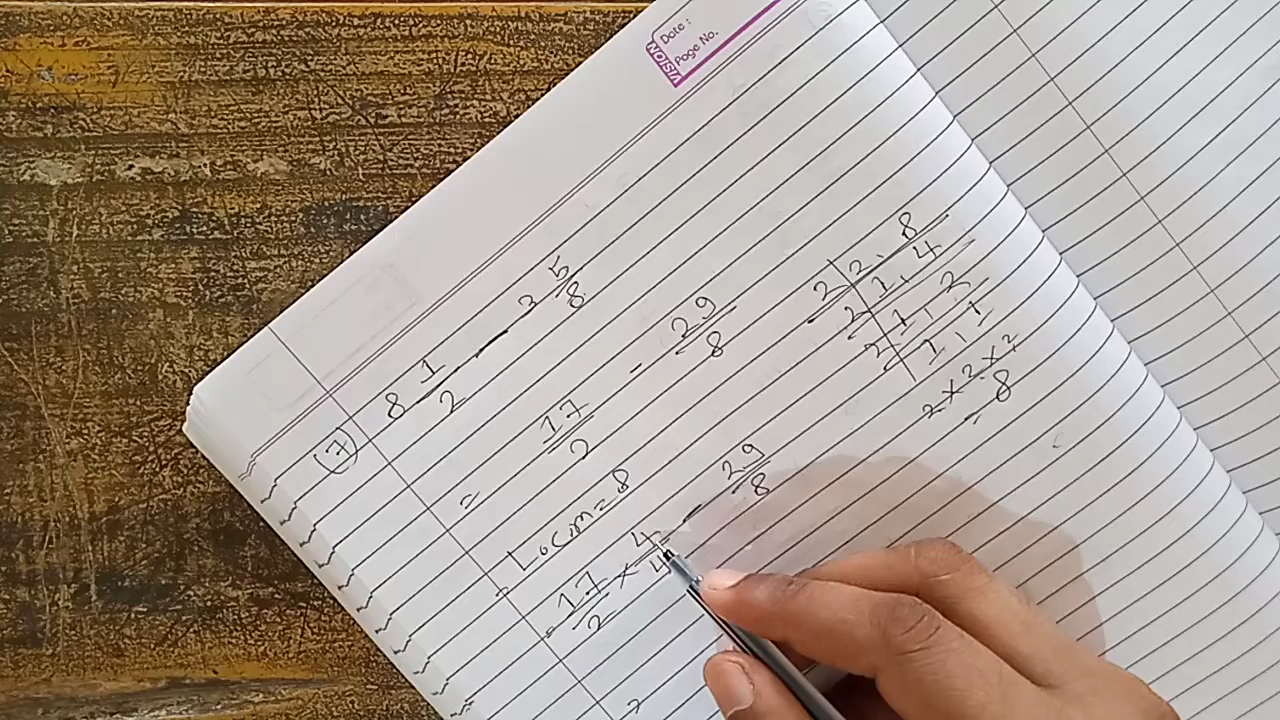 Date :
Page No.
VISION
(7) 8 1/2 - 3 5/8
= 17/2 - 29/8
L.C.M = 8
= 17/2 × 4/4 - 29/8
2 | 2, 8
2 | 1, 4
2 | 1, 2
1, 1
2 × 2 × 2
= 8